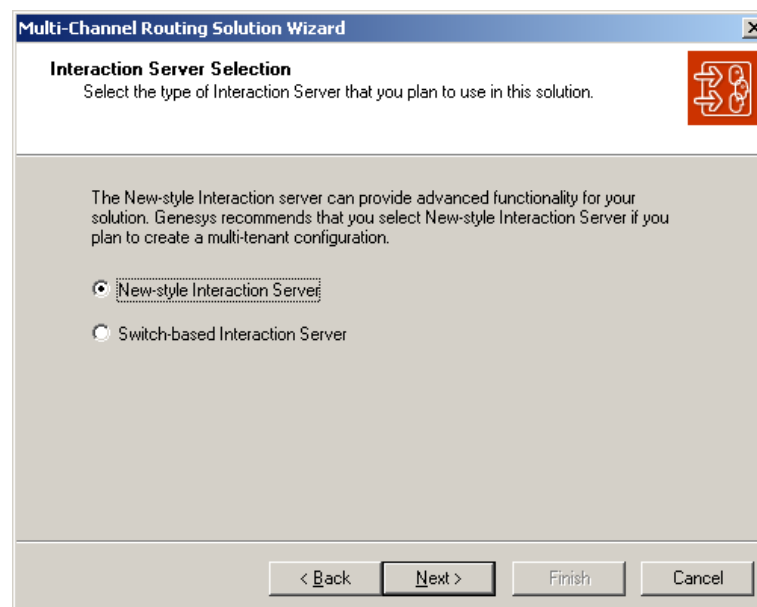 Multi-Channel Routing Solution Wizard
Interaction Server Selection
Select the type of Interaction Server that you plan to use in this solution.
The New-style Interaction server can provide advanced functionality for your
solution. Genesys recommends that you select New-style Interaction Server if you
plan to create a multi-tenant configuration.
New-style Interaction Server
Switch-based Interaction Server
< Back
Next >
Finish
Cancel